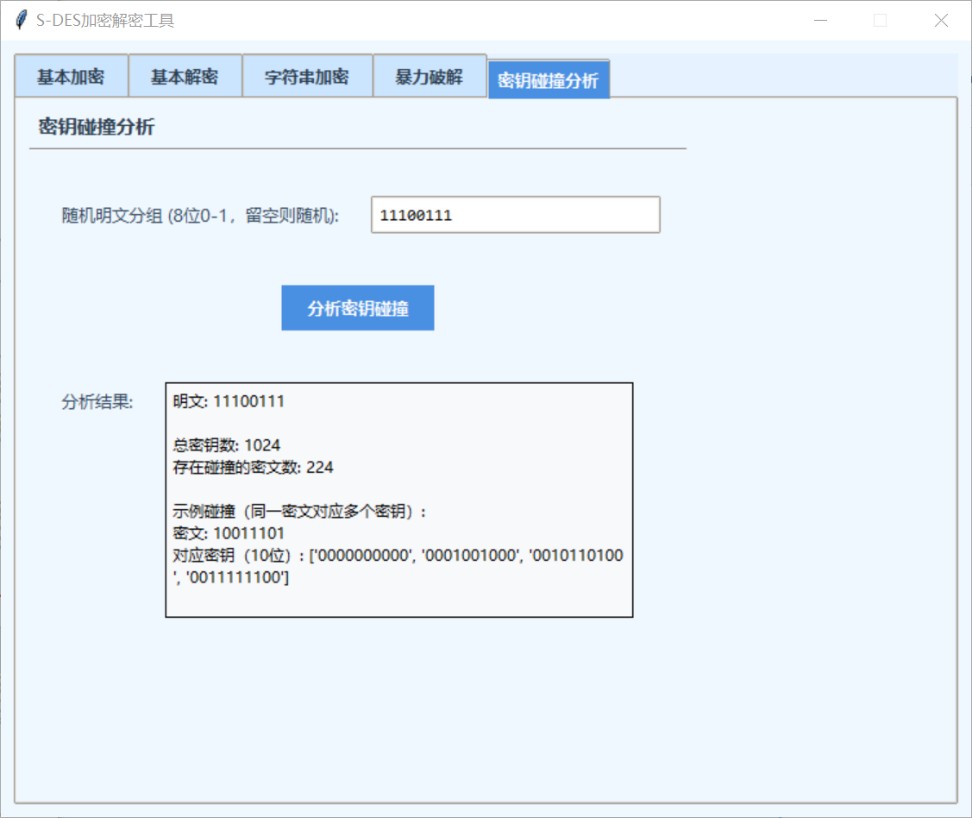 S-DES加密解密工具
基本加密 基本解密 字符串加密 暴力破解 密钥碰撞分析
密钥碰撞分析
随机明文分组 (8位0-1，留空则随机): 11100111
分析密钥碰撞
分析结果:
明文: 11100111
总密钥数: 1024
存在碰撞的密文数: 224
示例碰撞（同一密文对应多个密钥）:
密文: 10011101
对应密钥（10位）: ['0000000000', '0001001000', '0010110100
', '0011111100']